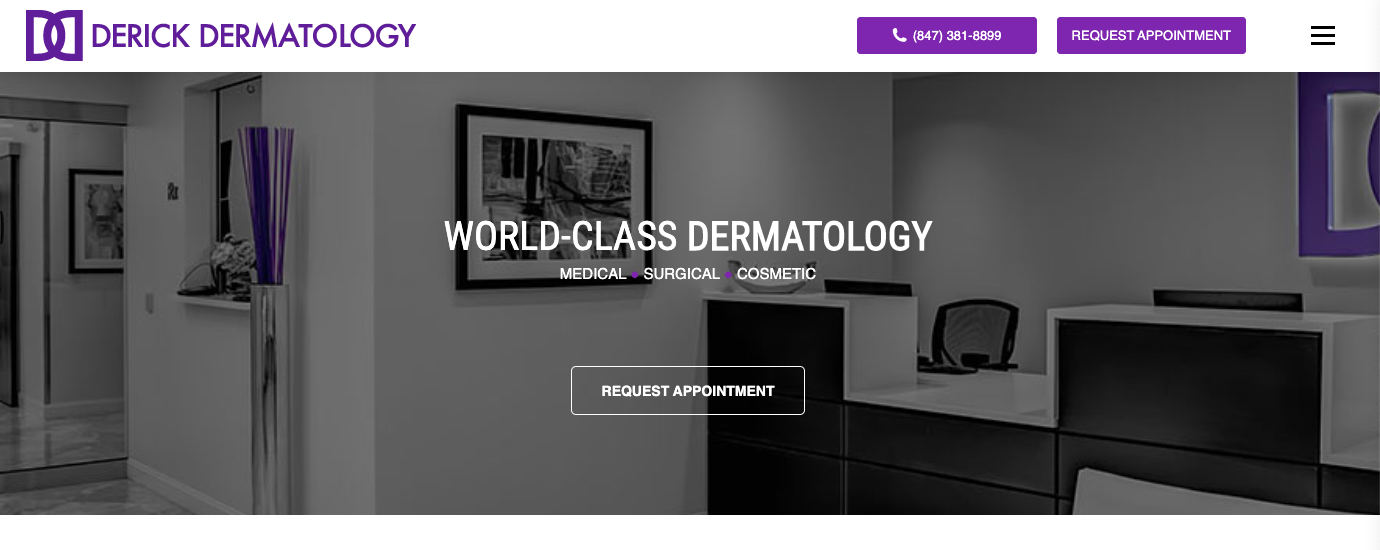 DERICK DERMATOLOGY
(847) 381-8899
REQUEST APPOINTMENT
WORLD-CLASS DERMATOLOGY
MEDICAL • SURGICAL • COSMETIC
REQUEST APPOINTMENT